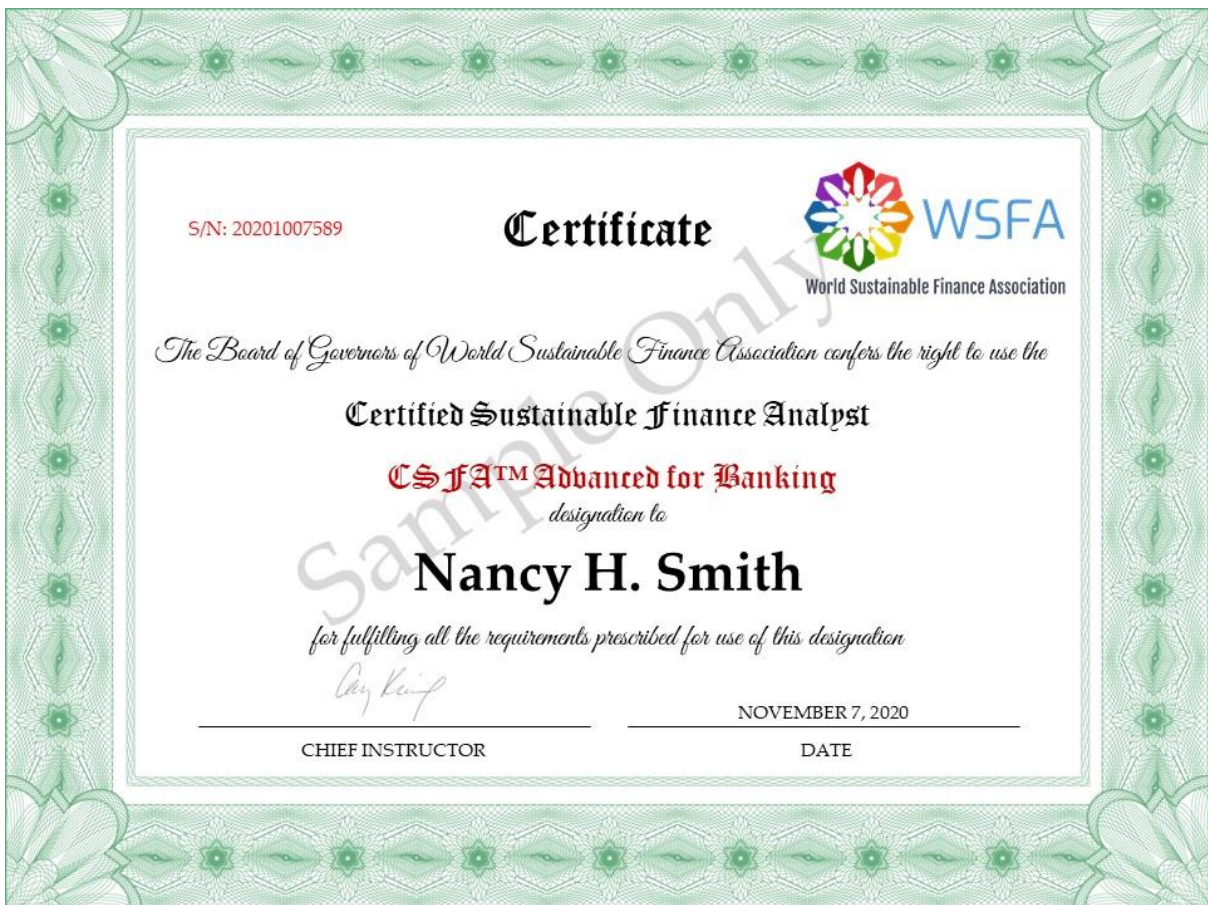 S/N: 20201007589
Certificate
WSFA
World Sustainable Finance Association
The Board of Governors of World Sustainable Finance Association confers the right to use the
Certified Sustainable Finance Analyst
CSFA™ Advanced for Banking
designation to
Nancy H. Smith
for fulfilling all the requirements prescribed for use of this designation
NOVEMBER 7, 2020
CHIEF INSTRUCTOR
DATE
Sample Only